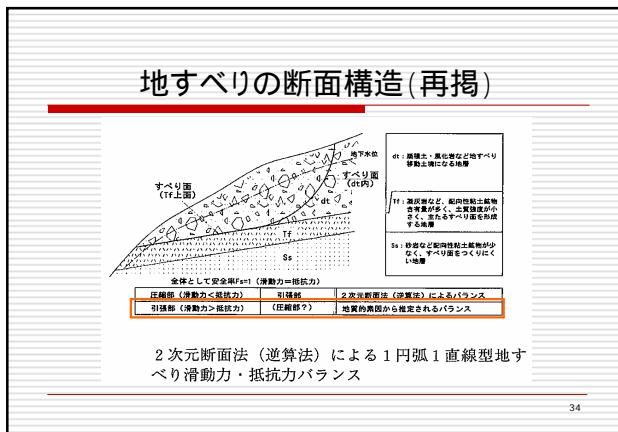 地すべりの断面構造(再掲)
地下水位
すべり面
(dt内)
すべり面
(Tf上面)
dt
Tf
Ss
dt：崩積土・風化岩など地すべり
移動土塊になる地層
Tf：凝灰岩など、配向性粘土鉱物
含有量が多く、土質強度が小
さく、主たるすべり面を形成
する地層
Ss：砂岩など配向性粘土鉱物が少
なく、すべり面をつくりにく
い地層
全体として安全率Fs=1（滑動力＝抵抗力）
圧縮部（滑動力<抵抗力） 引張部 2次元断面法（逆算法）によるバランス
引張部（滑動力>抵抗力） （圧縮部？） 地質的素因から推定されるバランス
２次元断面法（逆算法）による１円弧１直線型地す
べり滑動力・抵抗力バランス
34